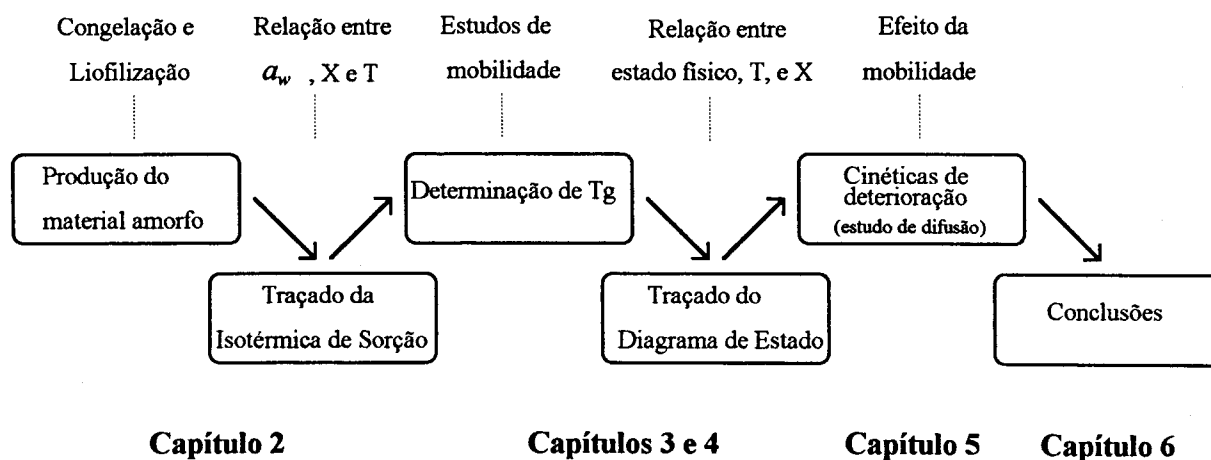 Congelação e
Liofilização
Relação entre
a_w , X e T
Estudos de
mobilidade
Relação entre
estado físico, T, e X
Efeito da
mobilidade
Produção do
material amorfo
Traçado da
Isotérmica de Sorção
Determinação de Tg
Traçado do
Diagrama de Estado
Cinéticas de
deterioração
(estudo de difusão)
Conclusões
Capítulo 2
Capítulos 3 e 4
Capítulo 5
Capítulo 6